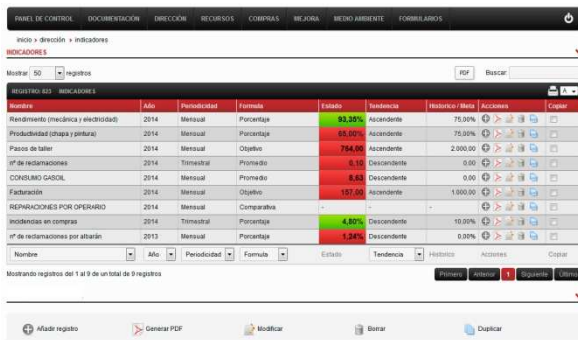 PANEL DE CONTROL DOCUMENTACIÓN DIRECCIÓN RECURSOS COMPRAS MEJORA MEDIO AMBIENTE FORMULARIOS
inicio » dirección » indicadores
INDICADORES
Mostrar 50 registros PDF Buscar:
REGISTRO: 823 INDICADORES A
Nombre Año Periodicidad Formula Estado Tendencia Historico / Meta Acciones Copiar
Rendimiento (mecánica y electricidad) 2014 Mensual Porcentaje 93,35% Ascendente 75,00%
Productividad (chapa y pintura) 2014 Mensual Porcentaje 65,00% Ascendente 75,00%
Pasos de taller 2014 Mensual Objetivo 764,00 Ascendente 2.000,00
nº de reclamaciones 2014 Trimestral Promedio 0,10 Descendente 0,00
CONSUMO GASOIL 2014 Mensual Promedio 8,63 Descendente 0,00
Facturación 2014 Mensual Objetivo 157,00 Ascendente 1.000,00
REPARACIONES POR OPERARIO 2014 Mensual Comparativa - - -
Incidencias en compras 2014 Trimestral Porcentaje 4,80% Descendente 10,00%
nº de reclamaciones por albarán 2013 Mensual Porcentaje 1,24% Descendente 0,00%
Nombre Año Periodicidad Formula Estado Tendencia Historico Acciones Copiar
Mostrando registros del 1 al 9 de un total de 9 registros Primero Anterior 1 Siguiente Último
Añade registro Generar PDF Modificar Borrar Duplicar